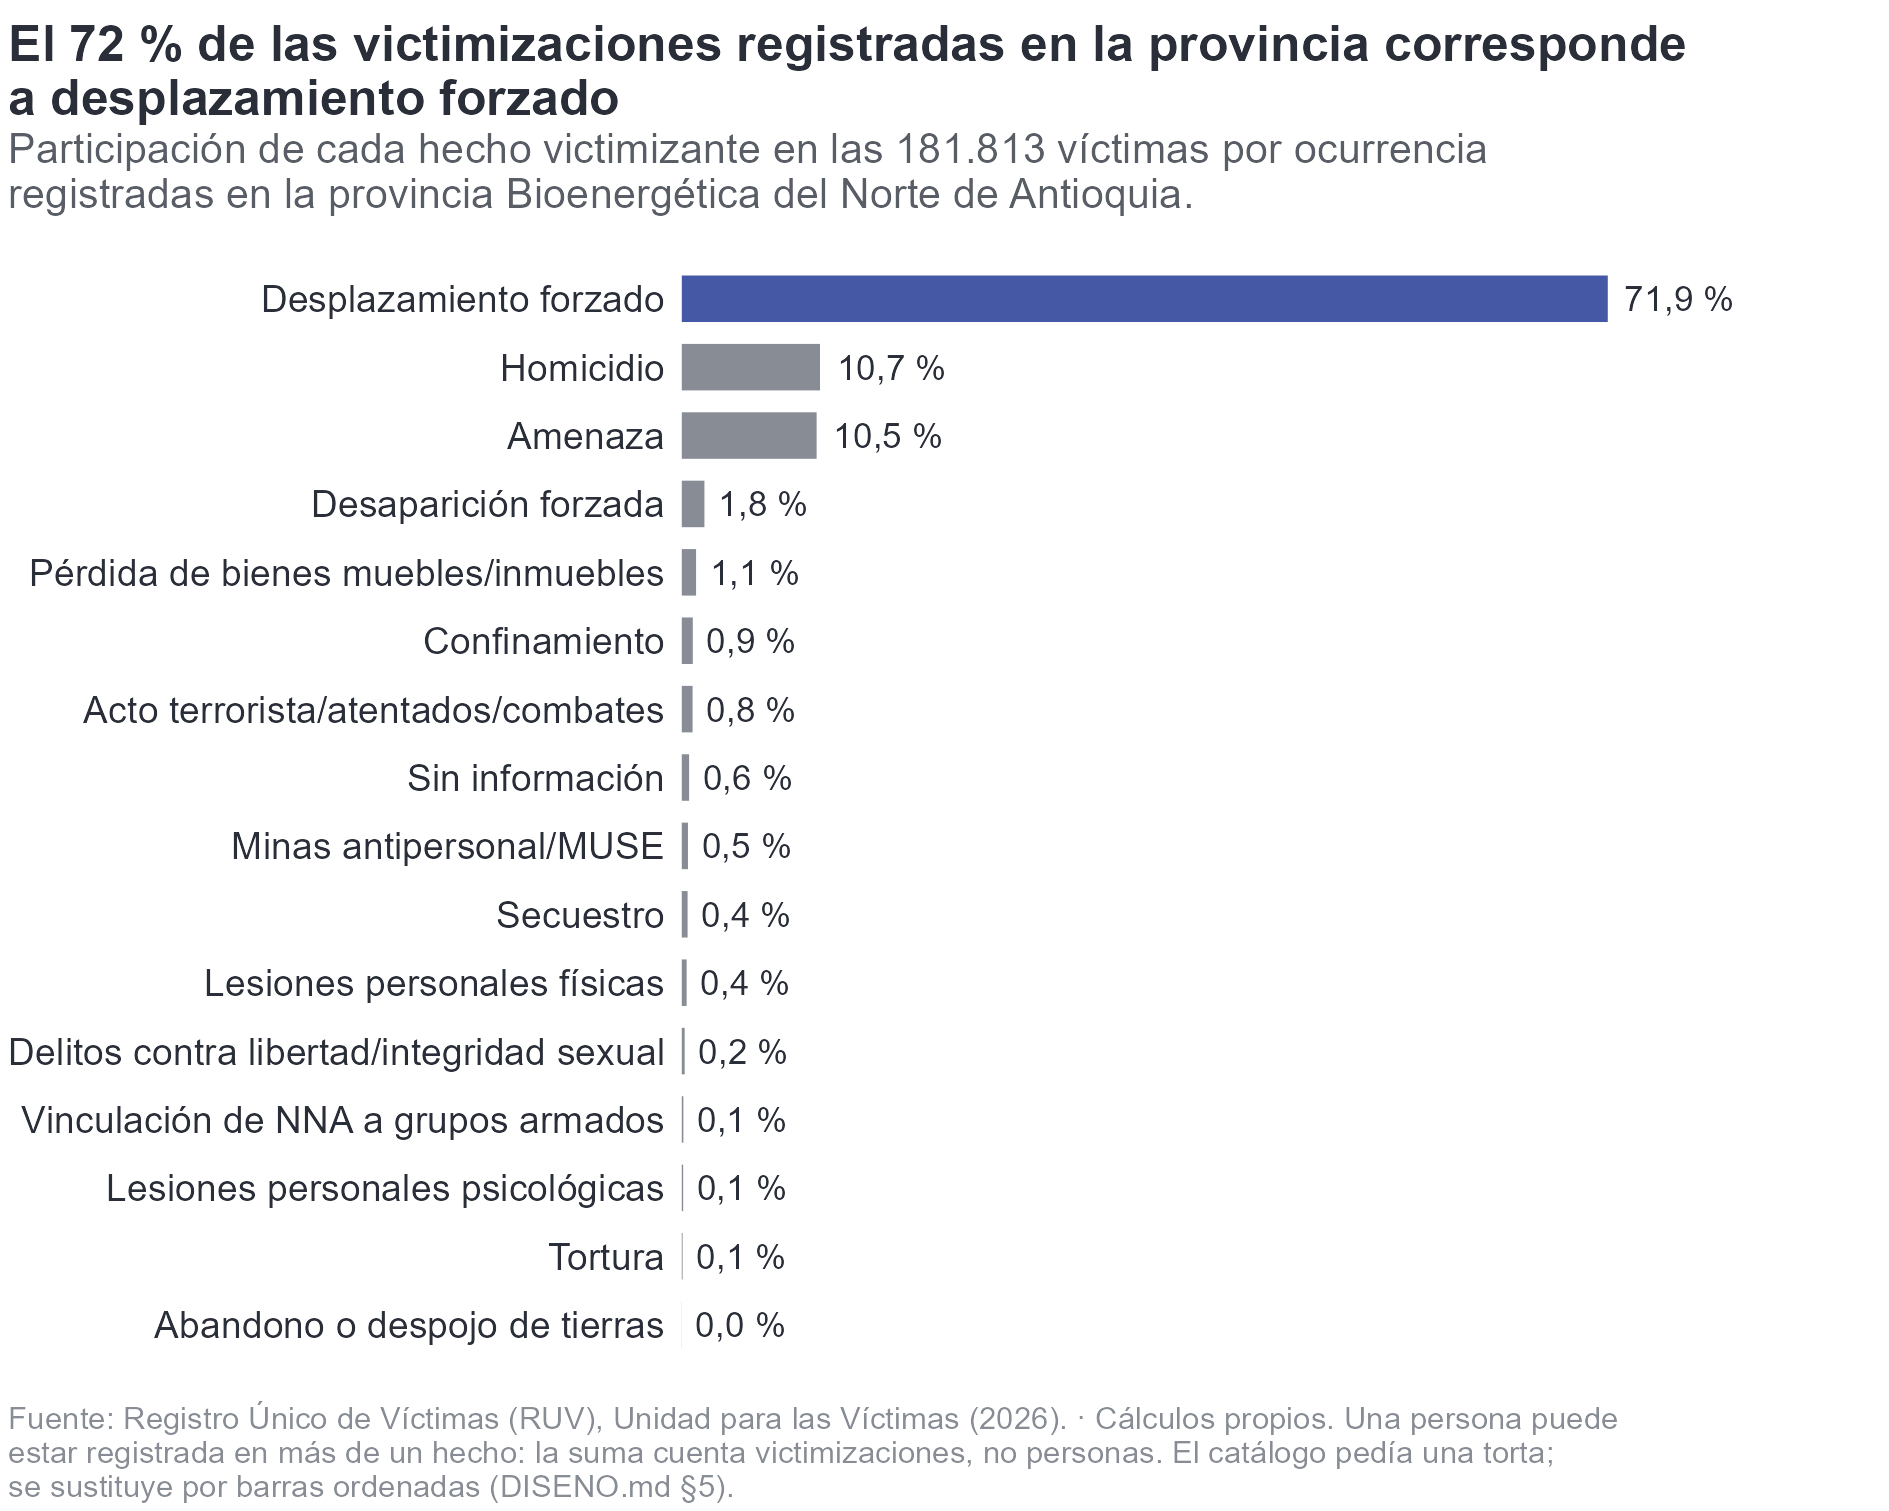 El 72 % de las victimizaciones registradas en la provincia corresponde
a desplazamiento forzado
Participación de cada hecho victimizante en las 181.813 víctimas por ocurrencia
registradas en la provincia Bioenergética del Norte de Antioquia.
Desplazamiento forzado 71,9 %
Homicidio 10,7 %
Amenaza 10,5 %
Desaparición forzada 1,8 %
Pérdida de bienes muebles/inmuebles 1,1 %
Confinamiento 0,9 %
Acto terrorista/atentados/combates 0,8 %
Sin información 0,6 %
Minas antipersonal/MUSE 0,5 %
Secuestro 0,4 %
Lesiones personales físicas 0,4 %
Delitos contra libertad/integridad sexual 0,2 %
Vinculación de NNA a grupos armados 0,1 %
Lesiones personales psicológicas 0,1 %
Tortura 0,1 %
Abandono o despojo de tierras 0,0 %
Fuente: Registro Único de Víctimas (RUV), Unidad para las Víctimas (2026). · Cálculos propios. Una persona puede
estar registrada en más de un hecho: la suma cuenta victimizaciones, no personas. El catálogo pedía una torta;
se sustituye por barras ordenadas (DISENO.md §5).